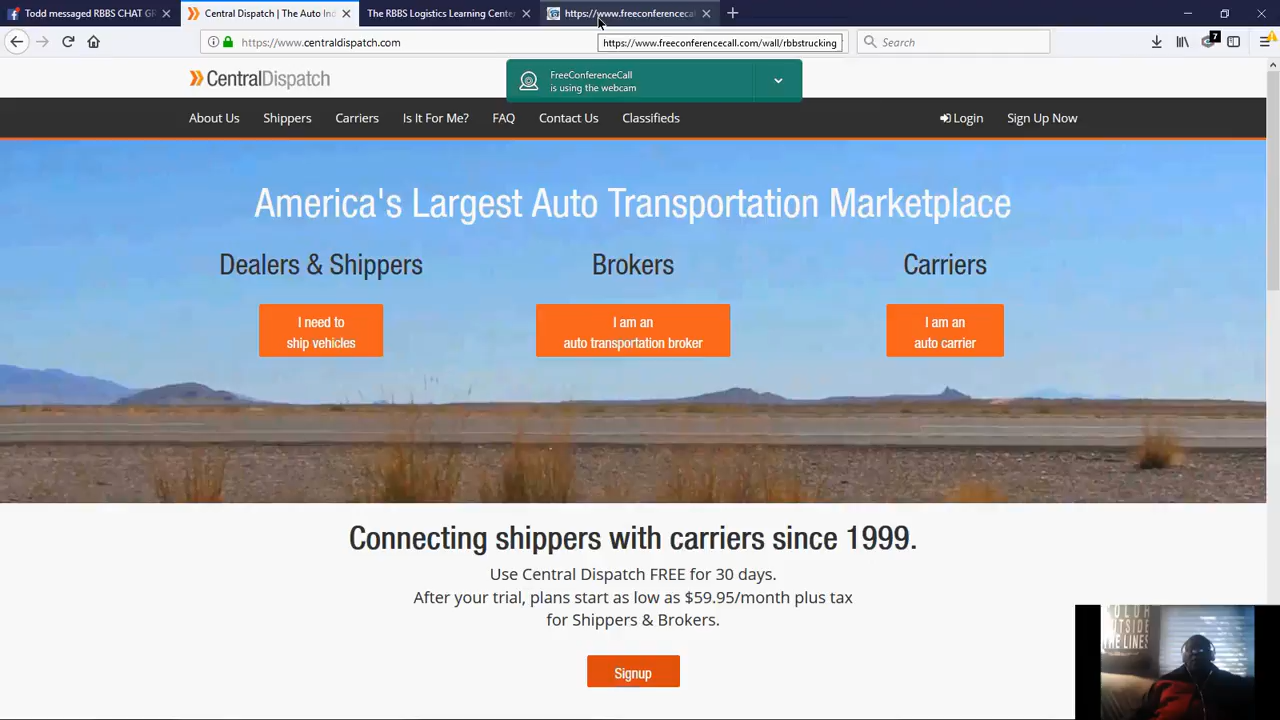 Todd messaged RBBS CHAT GR
Central Dispatch | The Auto Ind
The RBBS Logistics Learning Cente
https://www.freeconferencecal
https://www.centraldispatch.com
https://www.freeconferencecall.com/wall/rbbstrucking
Search
7
CentralDispatch
FreeConferenceCall
is using the webcam
About Us
Shippers
Carriers
Is It For Me?
FAQ
Contact Us
Classifieds
Login
Sign Up Now
America's Largest Auto Transportation Marketplace
Dealers & Shippers
Brokers
Carriers
I need to
ship vehicles
I am an
auto transportation broker
I am an
auto carrier
Connecting shippers with carriers since 1999.
Use Central Dispatch FREE for 30 days.
After your trial, plans start as low as $59.95/month plus tax
for Shippers & Brokers.
Signup
OUTSIDE
THE LINES